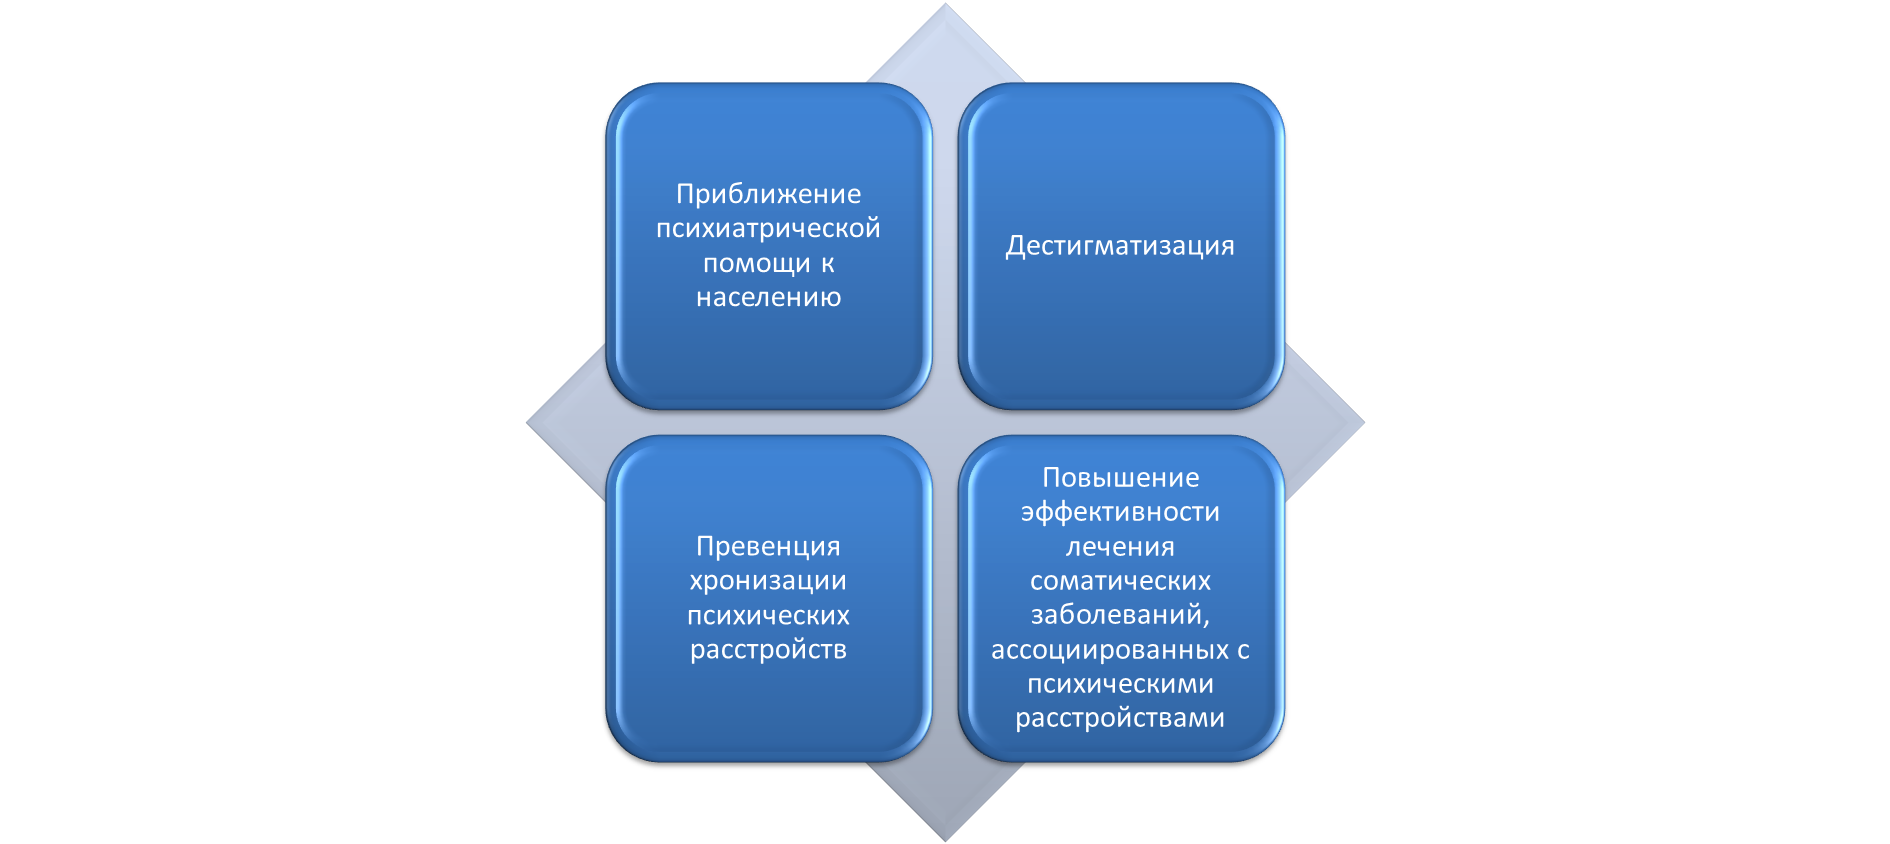 Приближение
психиатрической
помощи к
населению
Дестигматизация
Превенция
хронизации
психических
расстройств
Повышение
эффективности
лечения
соматических
заболеваний,
ассоциированных с
психическими
расстройствами